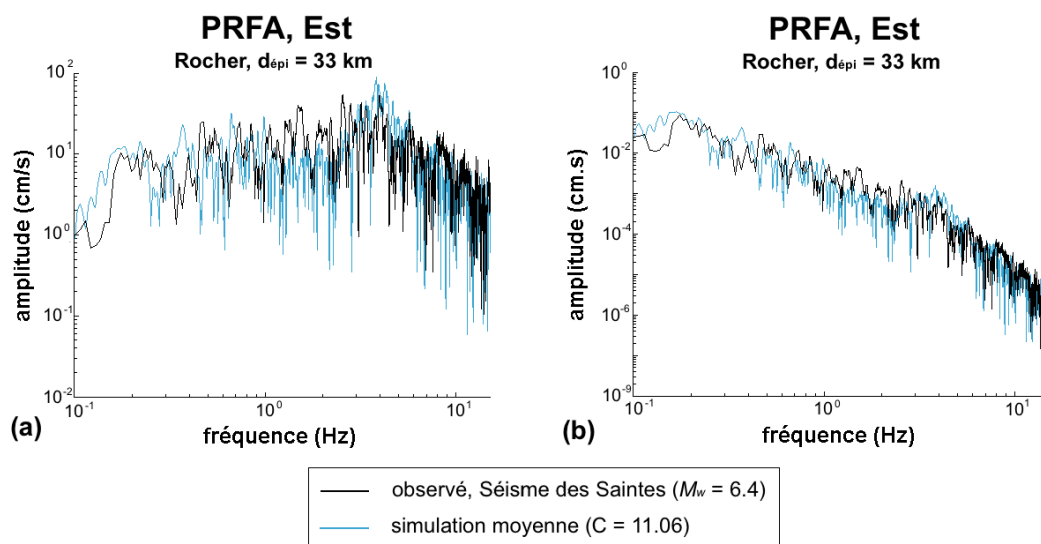 PRFA, Est
Rocher, dépi = 33 km
10²
10¹
10⁰
10⁻¹
10⁻²
amplitude (cm/s)
10⁻¹ 10⁰ 10¹
fréquence (Hz)
(a)
PRFA, Est
Rocher, dépi = 33 km
10⁰
10⁻²
10⁻⁴
10⁻⁵
10⁻⁶
10⁻⁹
amplitude (cm.s)
10⁻¹ 10⁰ 10¹
fréquence (Hz)
(b)
observé, Séisme des Saintes (Mw = 6.4)
simulation moyenne (C = 11.06)